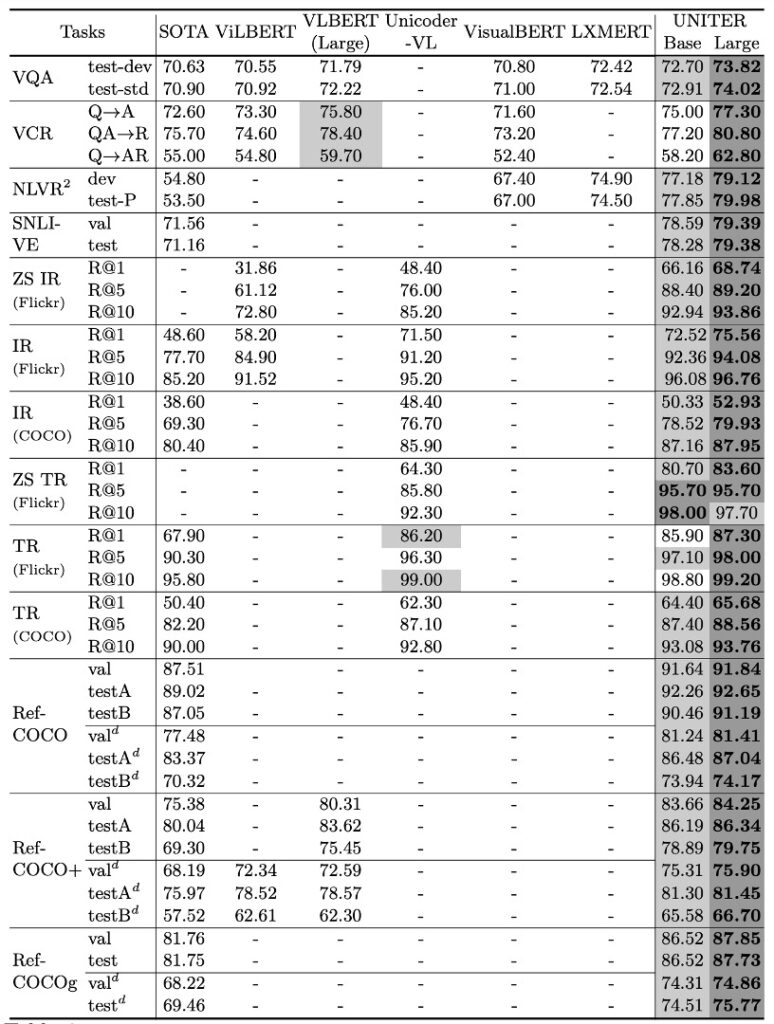 Tasks SOTA ViLBERT VLBERT (Large) Unicoder -VL VisualBERT LXMERT UNITER
Base Large
VQA test-dev 70.63 70.55 71.79 - 70.80 72.42 72.70 73.82
test-std 70.90 70.92 72.22 - 71.00 72.54 72.91 74.02
VCR Q→A 72.60 73.30 75.80 - 71.60 - 75.00 77.30
QA→R 75.70 74.60 78.40 - 73.20 - 77.20 80.80
Q→AR 55.00 54.80 59.70 - 52.40 - 58.20 62.80
NLVR² dev 54.80 - - - 67.40 74.90 77.18 79.12
test-P 53.50 - - - 67.00 74.50 77.85 79.98
SNLI- val 71.56 - - - - - 78.59 79.39
VE test 71.16 - - - - - 78.28 79.38
ZS IR R@1 - 31.86 - 48.40 - - 66.16 68.74
(Flickr) R@5 - 61.12 - 76.00 - - 88.40 89.20
R@10 - 72.80 - 85.20 - - 92.94 93.86
IR R@1 48.60 58.20 - 71.50 - - 72.52 75.56
(Flickr) R@5 77.70 84.90 - 91.20 - - 92.36 94.08
R@10 85.20 91.52 - 95.20 - - 96.08 96.76
IR R@1 38.60 - - 48.40 - - 50.33 52.93
(COCO) R@5 69.30 - - 76.70 - - 78.52 79.93
R@10 80.40 - - 85.90 - - 87.16 87.95
ZS TR R@1 - - - 64.30 - - 80.70 83.60
(Flickr) R@5 - - - 85.80 - - 95.70 95.70
R@10 - - - 92.30 - - 98.00 97.70
TR R@1 67.90 - - 86.20 - - 85.90 87.30
(Flickr) R@5 90.30 - - 96.30 - - 97.10 98.00
R@10 95.80 - - 99.00 - - 98.80 99.20
TR R@1 50.40 - - 62.30 - - 64.40 65.68
(COCO) R@5 82.20 - - 87.10 - - 87.40 88.56
R@10 90.00 - - 92.80 - - 93.08 93.76
val 87.51 - - - - 91.64 91.84
testA 89.02 - - - - - 92.26 92.65
Ref- testB 87.05 - - - - - 90.46 91.19
COCO valᵈ 77.48 - - - - - 81.24 81.41
testAᵈ 83.37 - - - - - 86.48 87.04
testBᵈ 70.32 - - - - - 73.94 74.17
val 75.38 - 80.31 - - - 83.66 84.25
testA 80.04 - 83.62 - - - 86.19 86.34
Ref- testB 69.30 - 75.45 - - - 78.89 79.75
COCO+ valᵈ 68.19 72.34 72.59 - - - 75.31 75.90
testAᵈ 75.97 78.52 78.57 - - - 81.30 81.45
testBᵈ 57.52 62.61 62.30 - - - 65.58 66.70
val 81.76 - - - - - 86.52 87.85
Ref- test 81.75 - - - - - 86.52 87.73
COCOg valᵈ 68.22 - - - - - 74.31 74.86
testᵈ 69.46 - - - - - 74.51 75.77